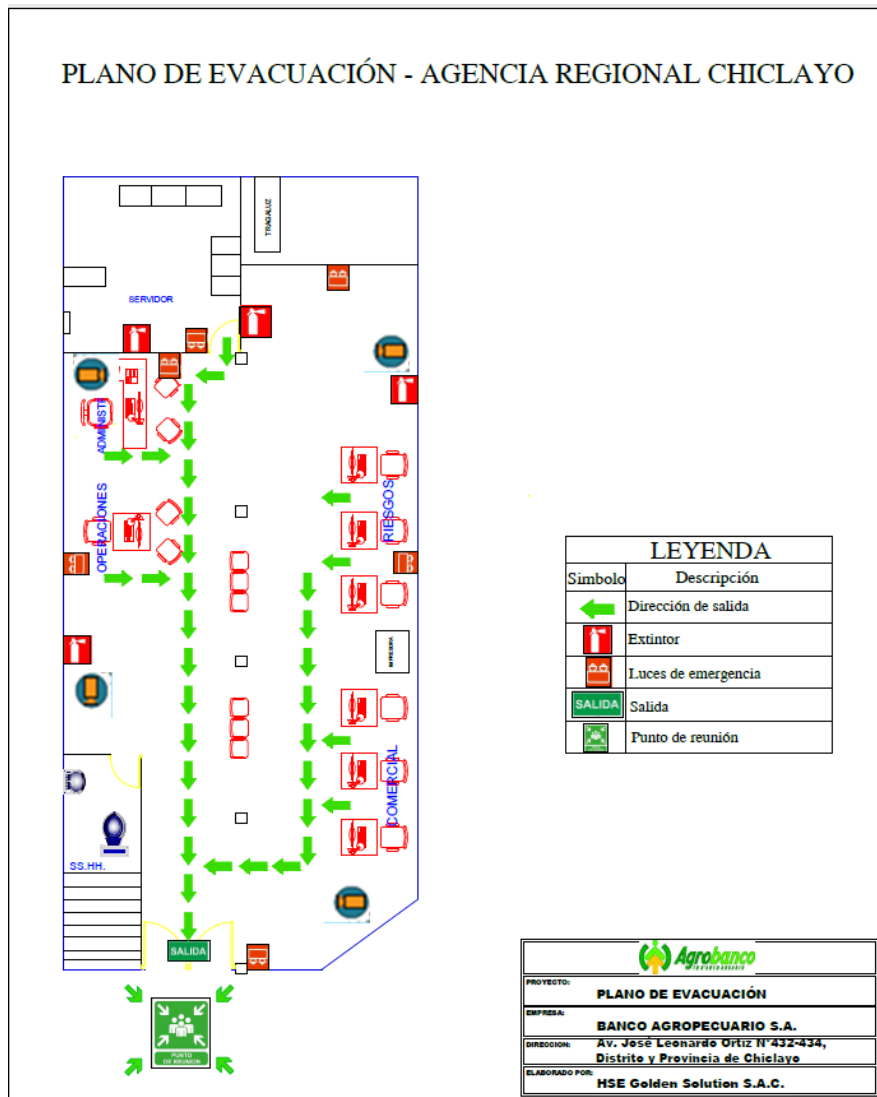 PLANO DE EVACUACIÓN - AGENCIA REGIONAL CHICLAYO
TRAGALUZ
SERVIDOR
ADMINIST
OPERACIONES
RIESGOS
IMPRESORA
COMERCIAL
SS.HH.
SALIDA
PUNTO
DE REUNION
LEYENDA
Simbolo Descripción
Dirección de salida
Extintor
Luces de emergencia
SALIDA Salida
Punto de reunión
Agrobanco
PROYECTO: PLANO DE EVACUACIÓN
EMPRESA: BANCO AGROPECUARIO S.A.
DIRECCION: Av. José Leonardo Ortiz N°432-434,
Distrito y Provincia de Chiclayo
ELABORADO POR: HSE Golden Solution S.A.C.